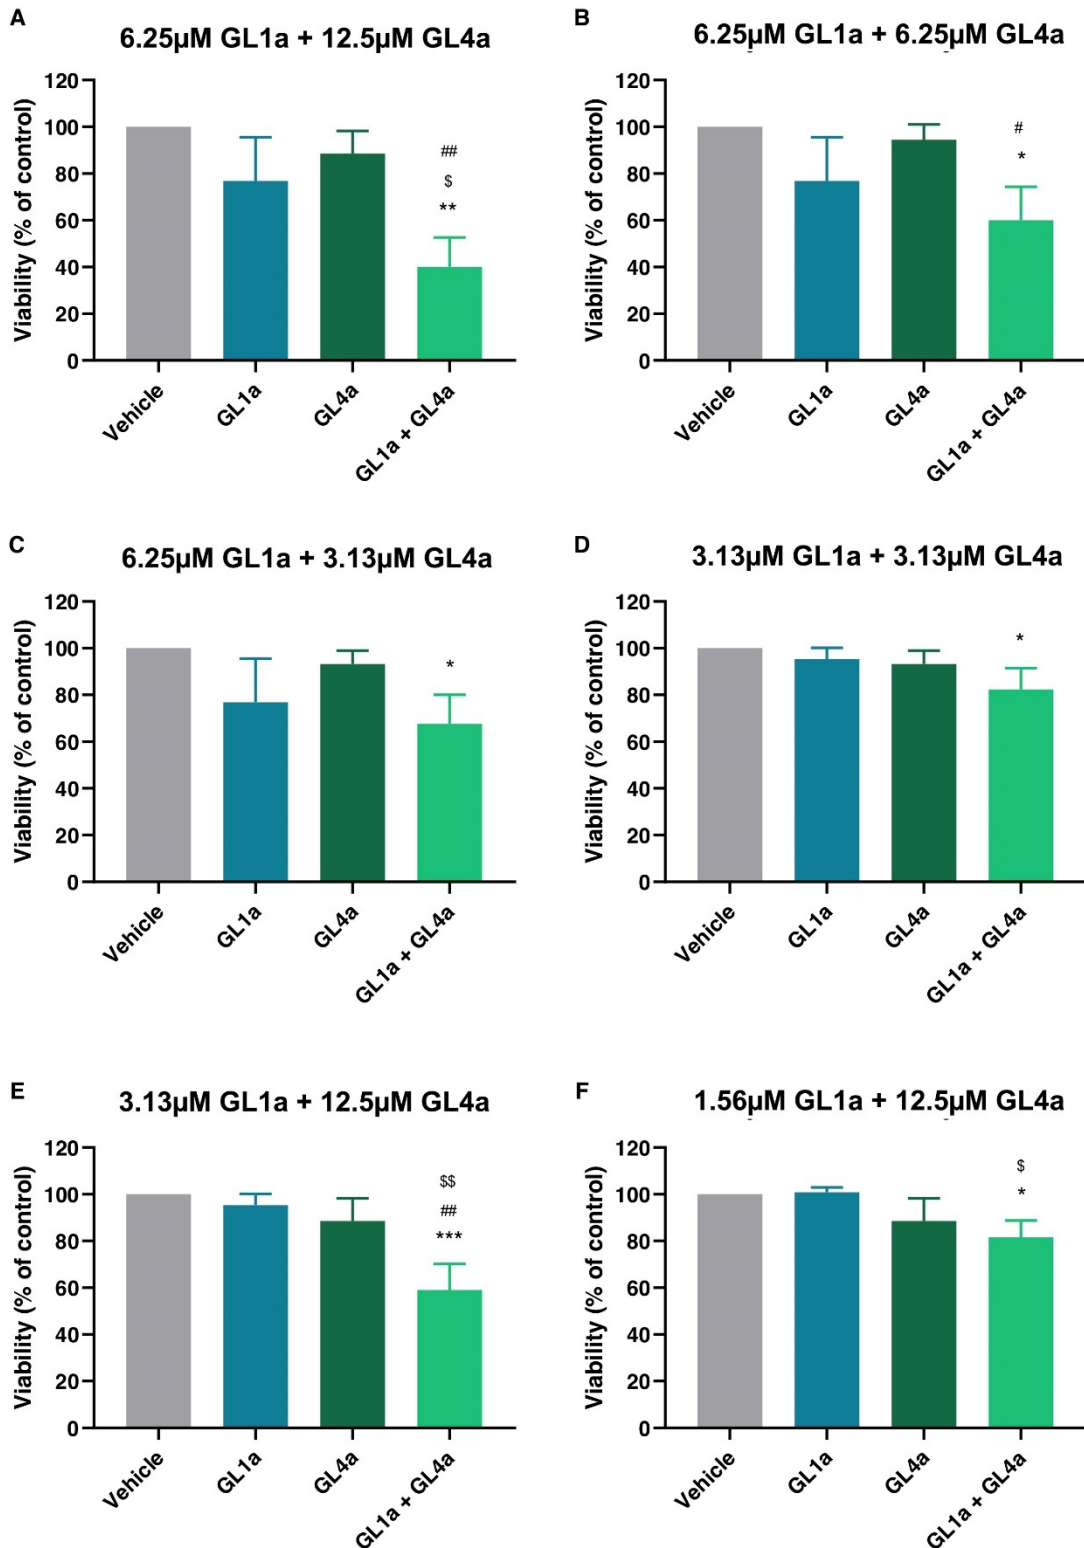 A
6.25µM GL1a + 12.5µM GL4a
Viability (% of control)
120
100
80
60
40
20
0
##
$
**
Vehicle
GL1a
GL4a
GL1a + GL4a
B
6.25µM GL1a + 6.25µM GL4a
Viability (% of control)
120
100
80
60
40
20
0
#
*
Vehicle
GL1a
GL4a
GL1a + GL4a
C
6.25µM GL1a + 3.13µM GL4a
Viability (% of control)
120
100
80
60
40
20
0
*
Vehicle
GL1a
GL4a
GL1a + GL4a
D
3.13µM GL1a + 3.13µM GL4a
Viability (% of control)
120
100
80
60
40
20
0
*
Vehicle
GL1a
GL4a
GL1a + GL4a
E
3.13µM GL1a + 12.5µM GL4a
Viability (% of control)
120
100
80
60
40
20
0
$$
##
***
Vehicle
GL1a
GL4a
GL1a + GL4a
F
1.56µM GL1a + 12.5µM GL4a
Viability (% of control)
120
100
80
60
40
20
0
$
*
Vehicle
GL1a
GL4a
GL1a + GL4a